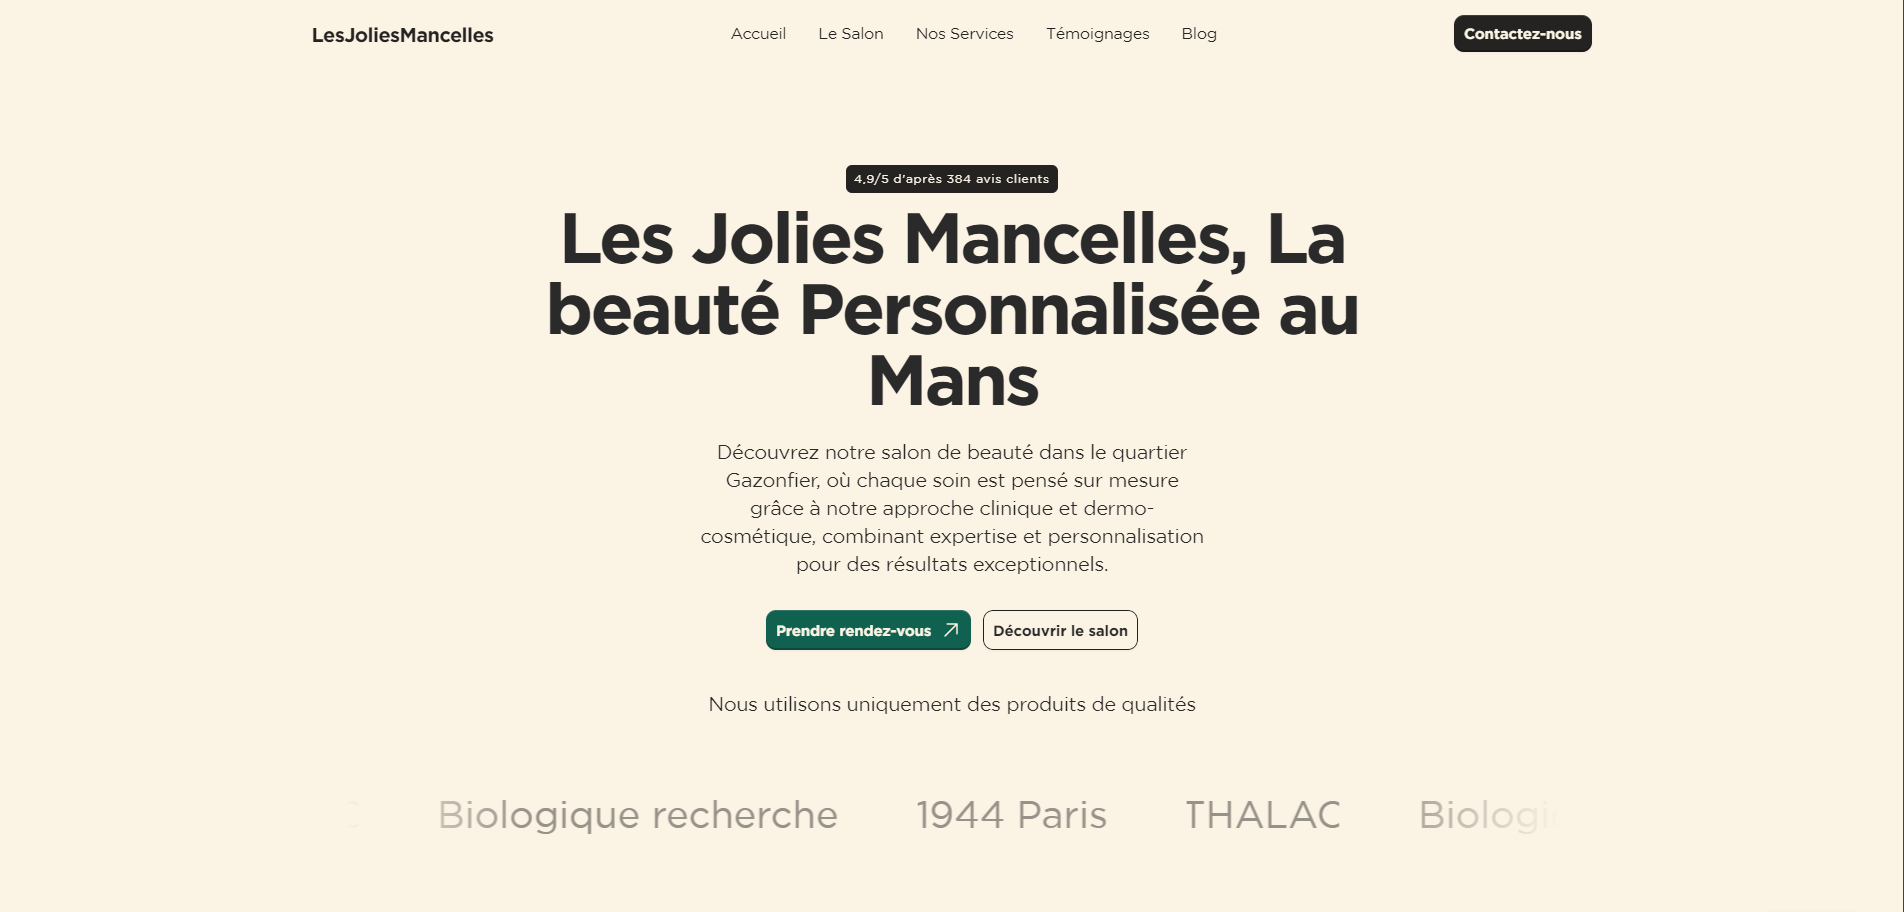 LesJoliesMancelles
Accueil
Le Salon
Nos Services
Témoignages
Blog
Contactez-nous
4,9/5 d'après 384 avis clients
Les Jolies Mancelles, La
beauté Personnalisée au
Mans
Découvrez notre salon de beauté dans le quartier
Gazonfier, où chaque soin est pensé sur mesure
grâce à notre approche clinique et dermo-
cosmétique, combinant expertise et personnalisation
pour des résultats exceptionnels.
Prendre rendez-vous
Découvrir le salon
Nous utilisons uniquement des produits de qualités
Biologique recherche
1944 Paris
THALAC